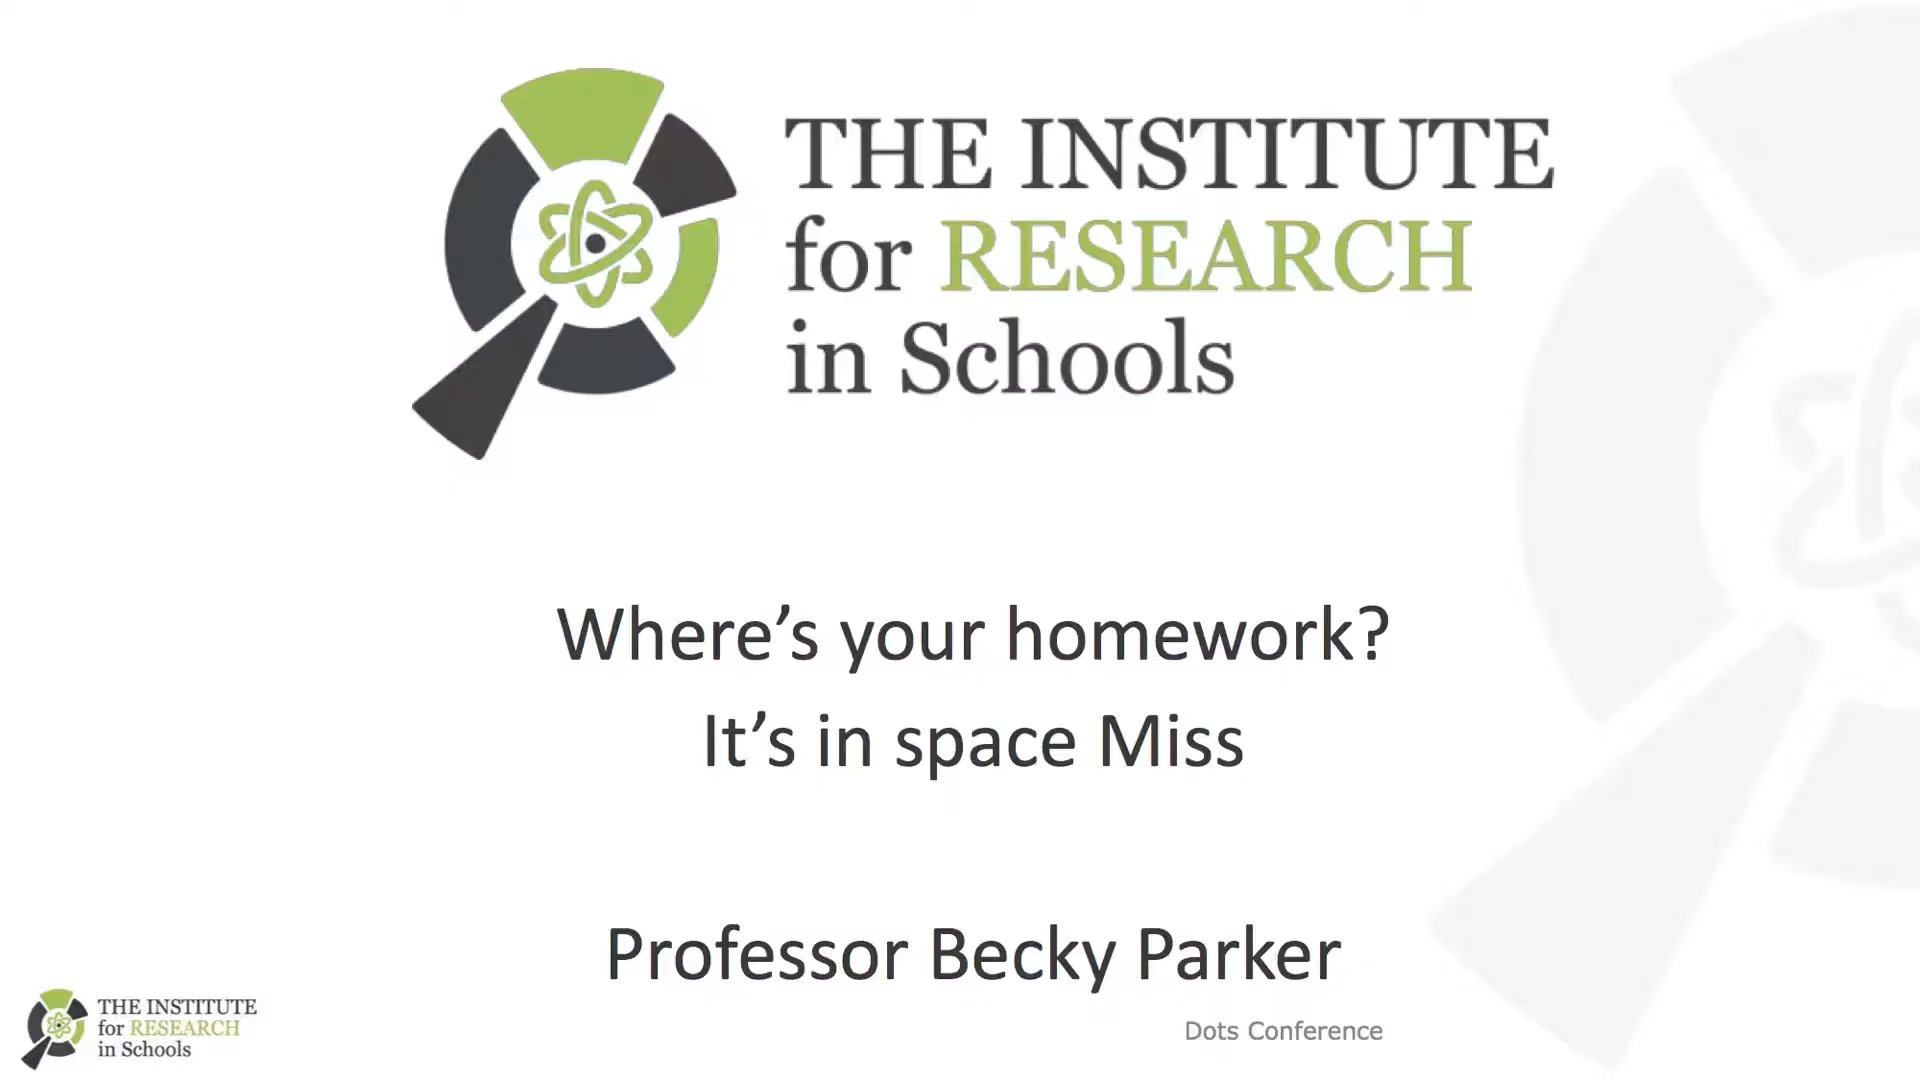 THE INSTITUTE
for RESEARCH
in Schools
Where’s your homework?
It’s in space Miss
Professor Becky Parker
THE INSTITUTE
for RESEARCH
in Schools
Dots Conference